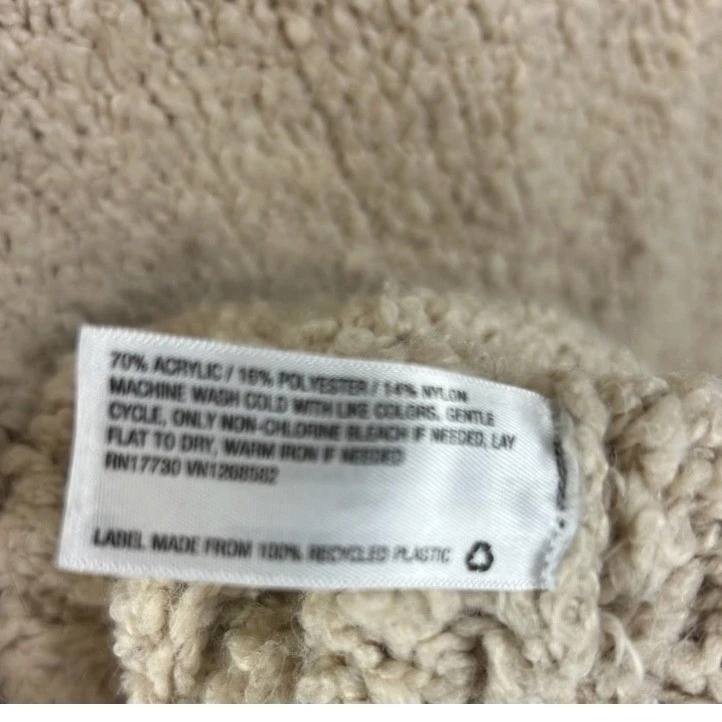 70% ACRYLIC / 16% POLYESTER / 14% NYLON
MACHINE WASH COLD WITH LIKE COLORS, GENTLE
CYCLE, ONLY NON-CHLORINE BLEACH IF NEEDED, LAY
FLAT TO DRY, WARM IRON IF NEEDED
RN17730
LABEL MADE FROM 100% RECYCLED PLASTIC